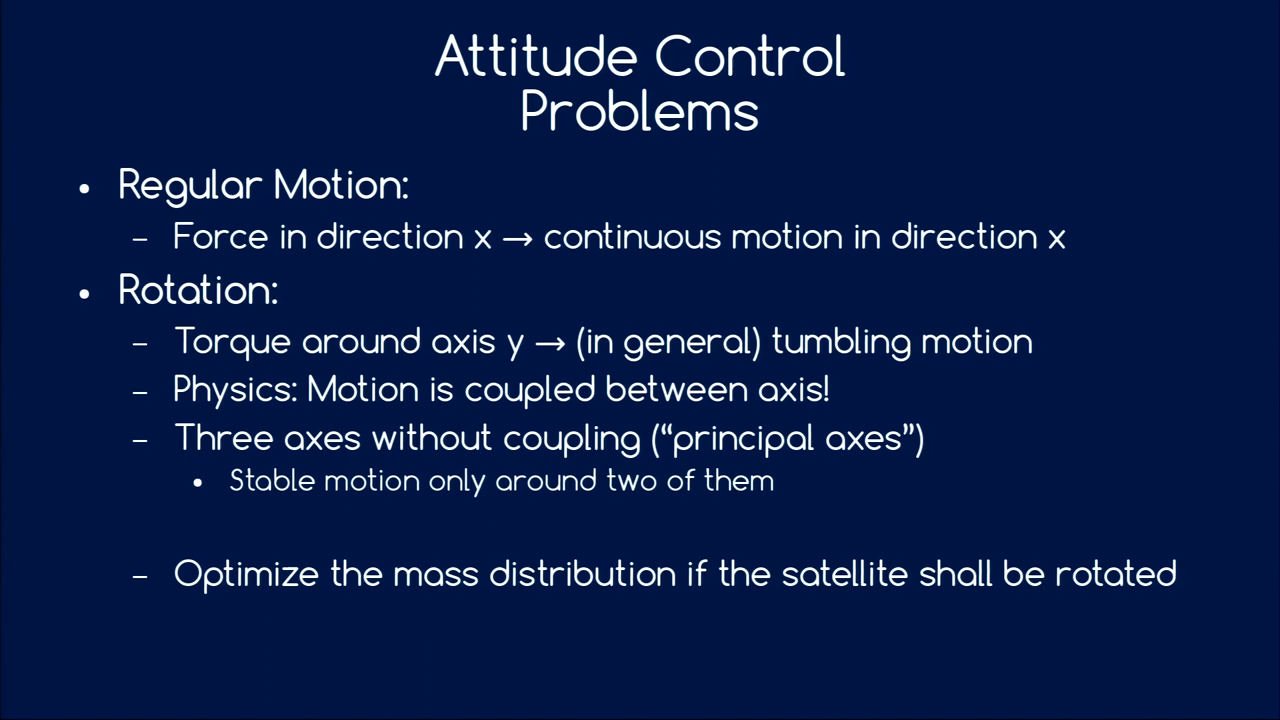 Attitude Control
Problems
• Regular Motion:
– Force in direction x → continuous motion in direction x
• Rotation:
– Torque around axis y → (in general) tumbling motion
– Physics: Motion is coupled between axis!
– Three axes without coupling (“principal axes”)
• Stable motion only around two of them
– Optimize the mass distribution if the satellite shall be rotated